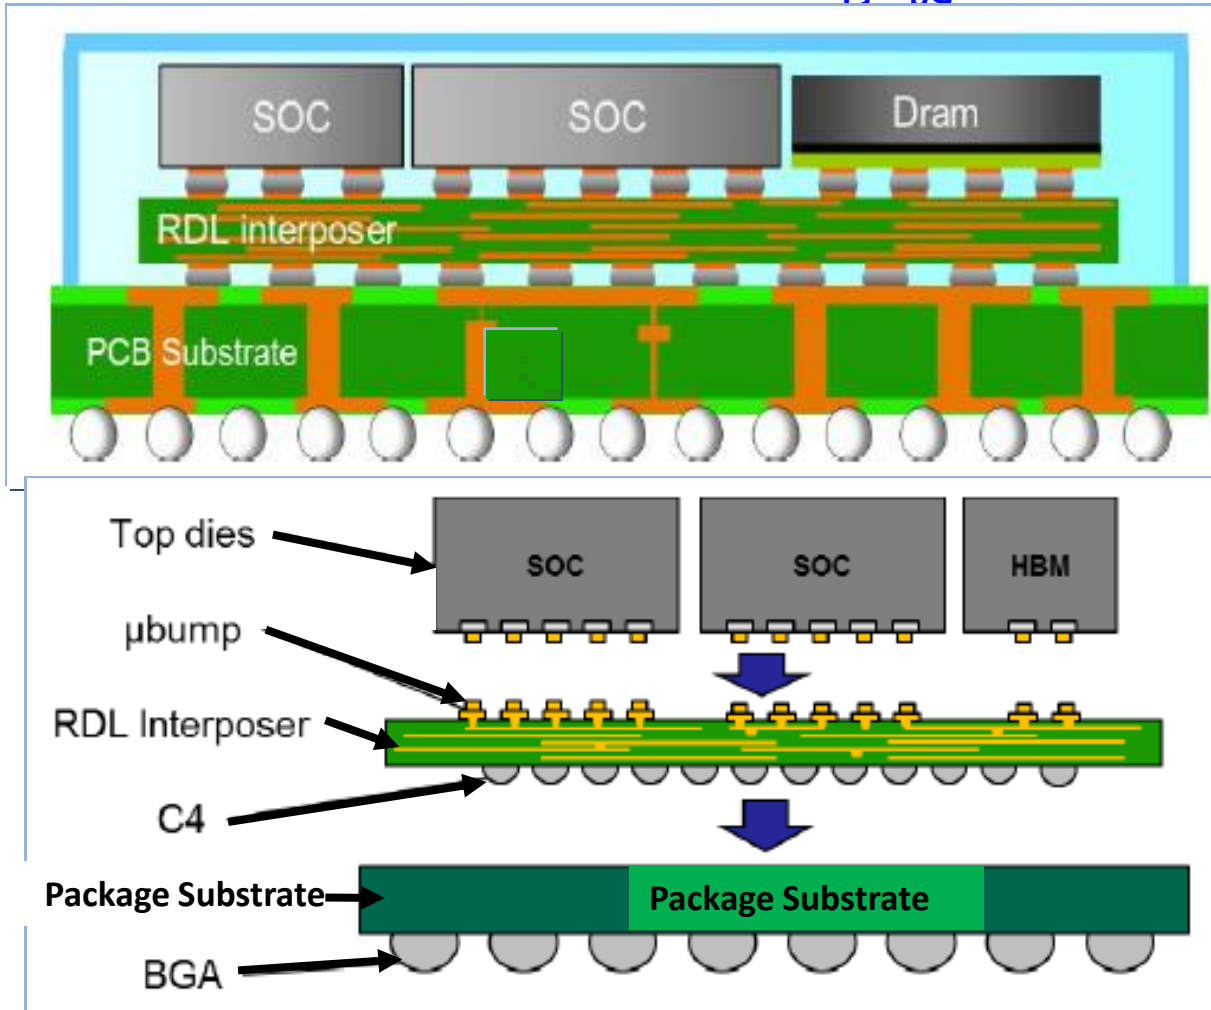 SOC
SOC
Dram
RDL interposer
PCB Substrate
Top dies
SOC
SOC
HBM
μbump
RDL Interposer
C4
Package Substrate
Package Substrate
BGA